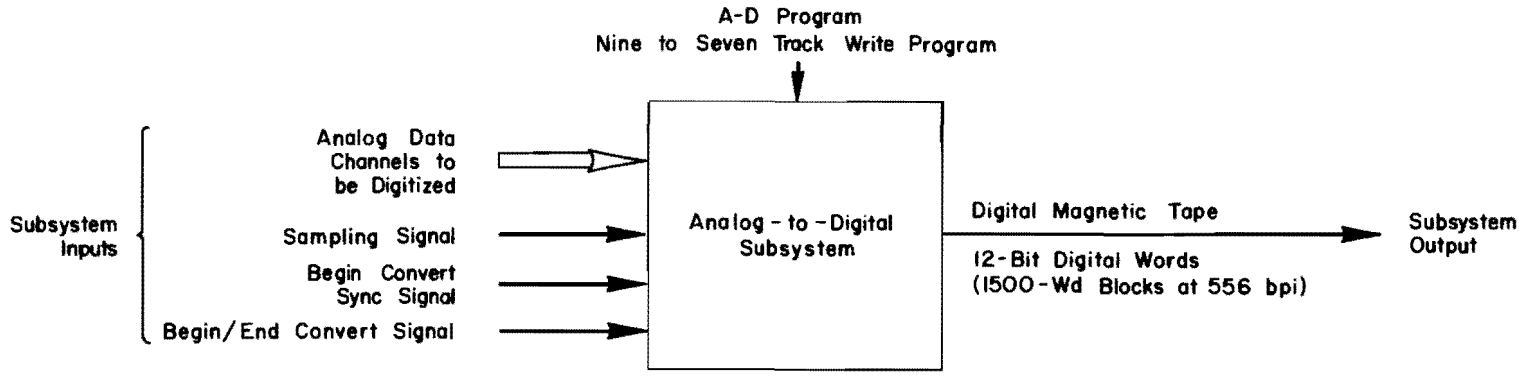 A-D Program
Nine to Seven Track Write Program
Subsystem
Inputs
Analog Data
Channels to
be Digitized
Sampling Signal
Begin Convert
Sync Signal
Begin/End Convert Signal
Analog-to-Digital
Subsystem
Digital Magnetic Tape
12-Bit Digital Words
(1500-Wd Blocks at 556 bpi)
Subsystem
Output